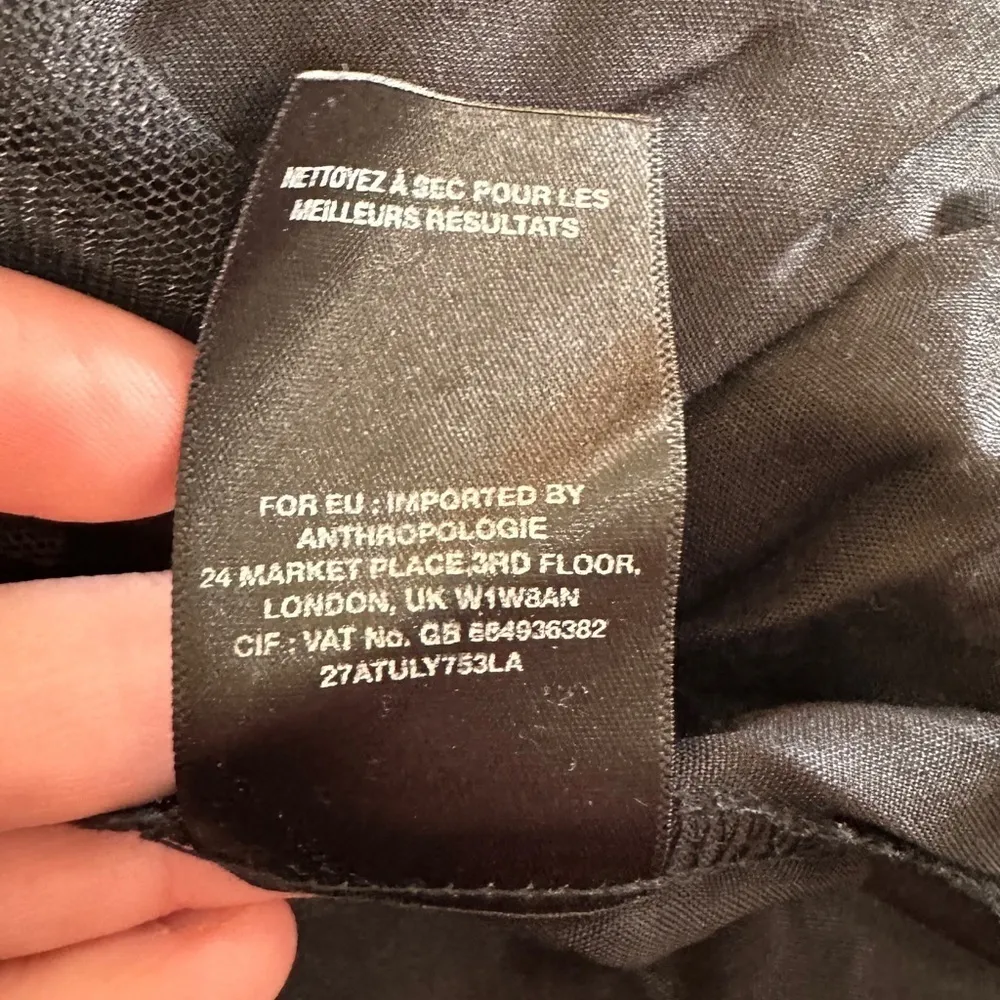 NETTOYEZ À SEC POUR LES
MEILLEURS RESULTATS
FOR EU : IMPORTED BY
ANTHROPOLOGIE
24 MARKET PLACE,3RD FLOOR,
LONDON, UK W1W8AN
CIF : VAT No. GB 664936382
27ATULY753LA